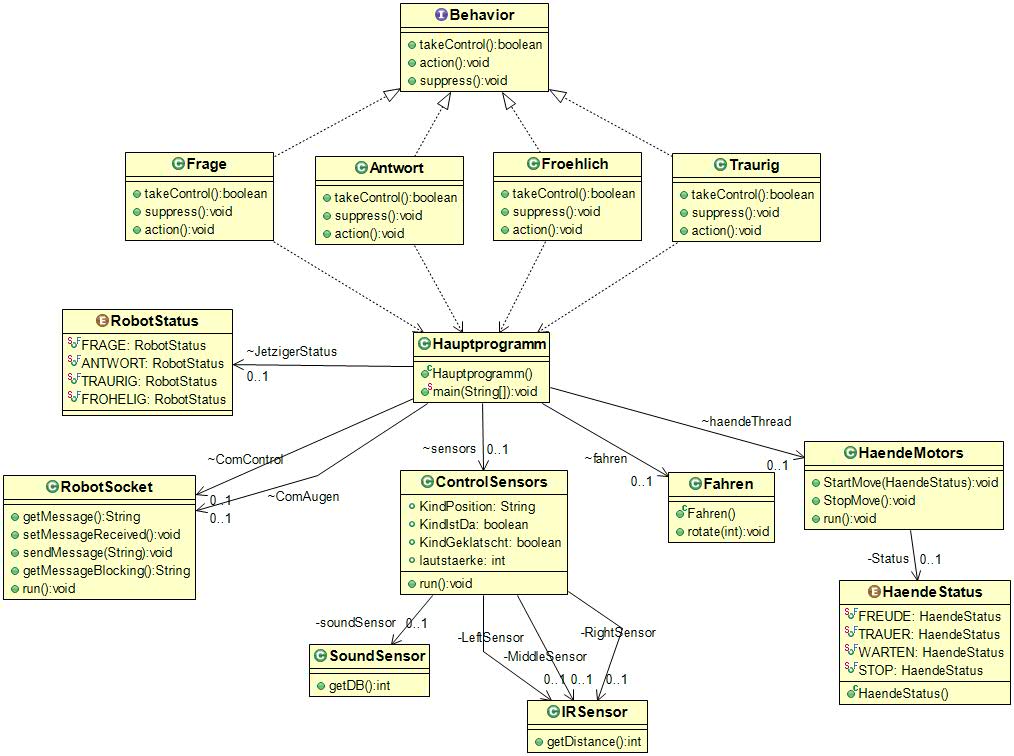 Behavior
takeControl():boolean
action():void
suppress():void
Frage
takeControl():boolean
suppress():void
action():void
Antwort
takeControl():boolean
suppress():void
action():void
Froehlich
takeControl():boolean
suppress():void
action():void
Traurig
takeControl():boolean
suppress():void
action():void
RobotStatus
FRAGE: RobotStatus
ANTWORT: RobotStatus
TRAURIG: RobotStatus
FROHELIG: RobotStatus
~JetzigerStatus
0..1
Hauptprogramm
Hauptprogramm()
main(String[]):void
~haendeThread
0..1
~ComControl
0..1
~ComAugen
0..1
~sensors
0..1
~fahren
0..1
RobotSocket
getMessage():String
setMessageReceived():void
sendMessage(String):void
getMessageBlocking():String
run():void
ControlSensors
KindPosition: String
KindIstDa: boolean
KindGeklatscht: boolean
lautstaerke: int
run():void
Fahren
Fahren()
rotate(int):void
HaendeMotors
StartMove(HaendeStatus):void
StopMove():void
run():void
-Status
0..1
HaendeStatus
FREUDE: HaendeStatus
TRAUER: HaendeStatus
WARTEN: HaendeStatus
STOP: HaendeStatus
HaendeStatus()
-soundSensor
0..1
-LeftSensor
-MiddleSensor
-RightSensor
0..1
0..1
0..1
SoundSensor
getDB():int
IRSensor
getDistance():int